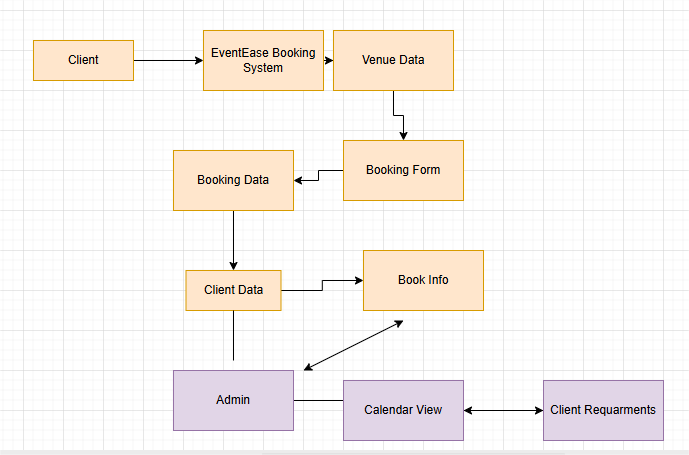 Client
EventEase Booking
System
Venue Data
Booking Form
Booking Data
Client Data
Book Info
Admin
Calendar View
Client Requarments